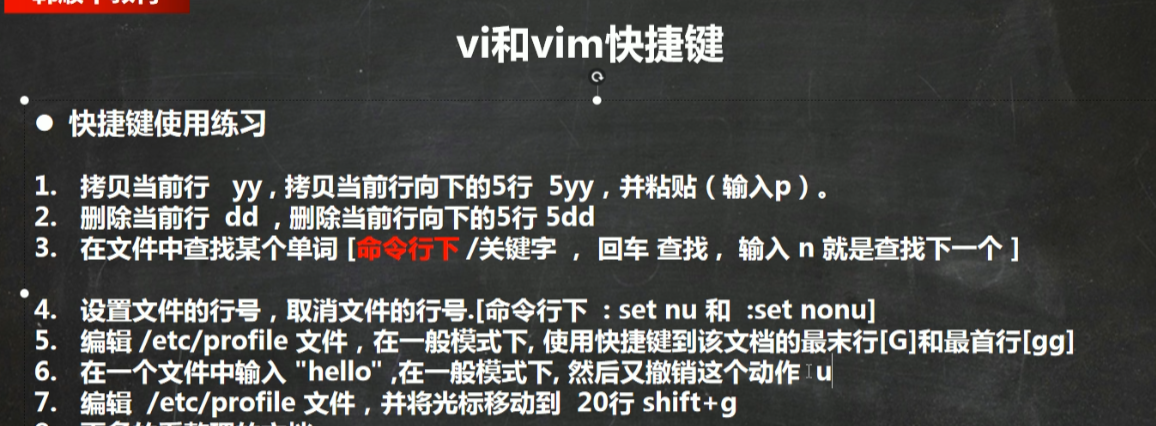 vi和vim快捷键
● 快捷键使用练习
1. 拷贝当前行 yy , 拷贝当前行向下的5行 5yy，并粘贴（输入p）。
2. 删除当前行 dd ，删除当前行向下的5行 5dd
3. 在文件中查找某个单词 [命令行下 /关键字 ， 回车 查找 , 输入 n 就是查找下一个 ]
4. 设置文件的行号，取消文件的行号.[命令行下 : set nu 和 :set nonu]
5. 编辑 /etc/profile 文件，在一般模式下, 使用快捷键到该文档的最末行[G]和最首行[gg]
6. 在一个文件中输入 "hello" ,在一般模式下, 然后又撤销这个动作 u
7. 编辑 /etc/profile 文件，并将光标移动到 20行 shift+g